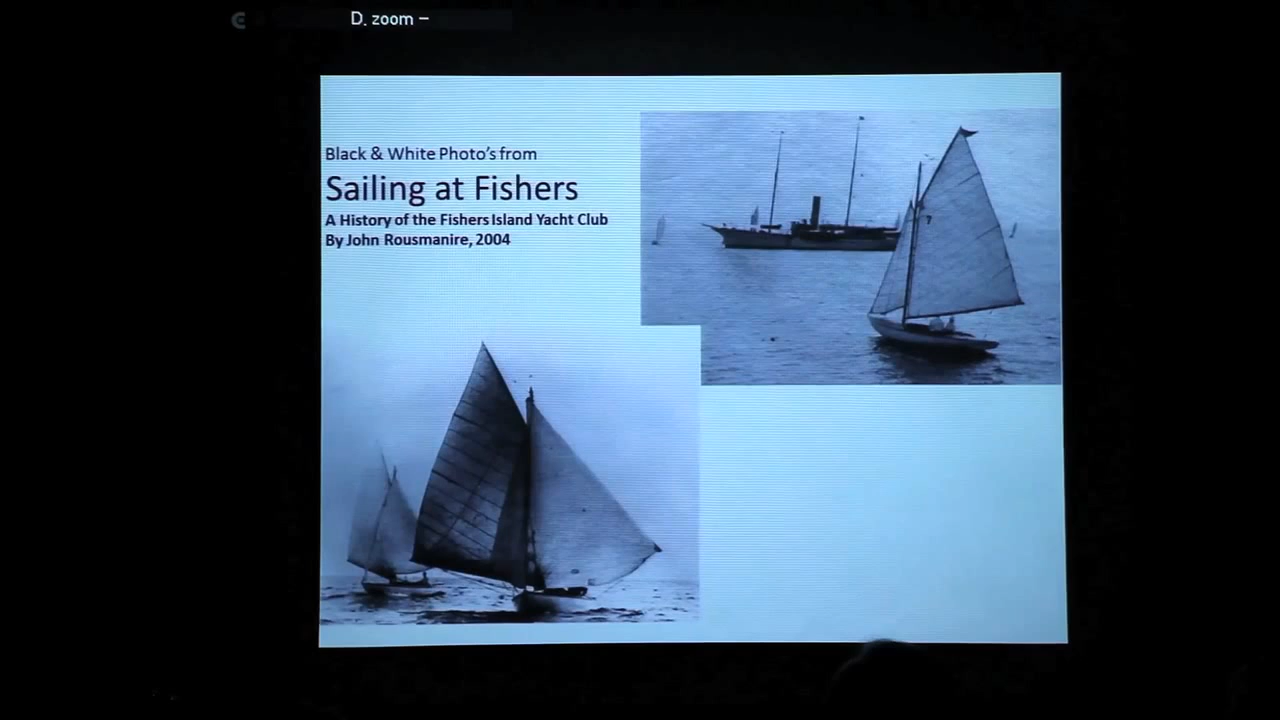 D. zoom –
Black & White Photo's from
Sailing at Fishers
A History of the Fishers Island Yacht Club
By John Rousmanire, 2004
7